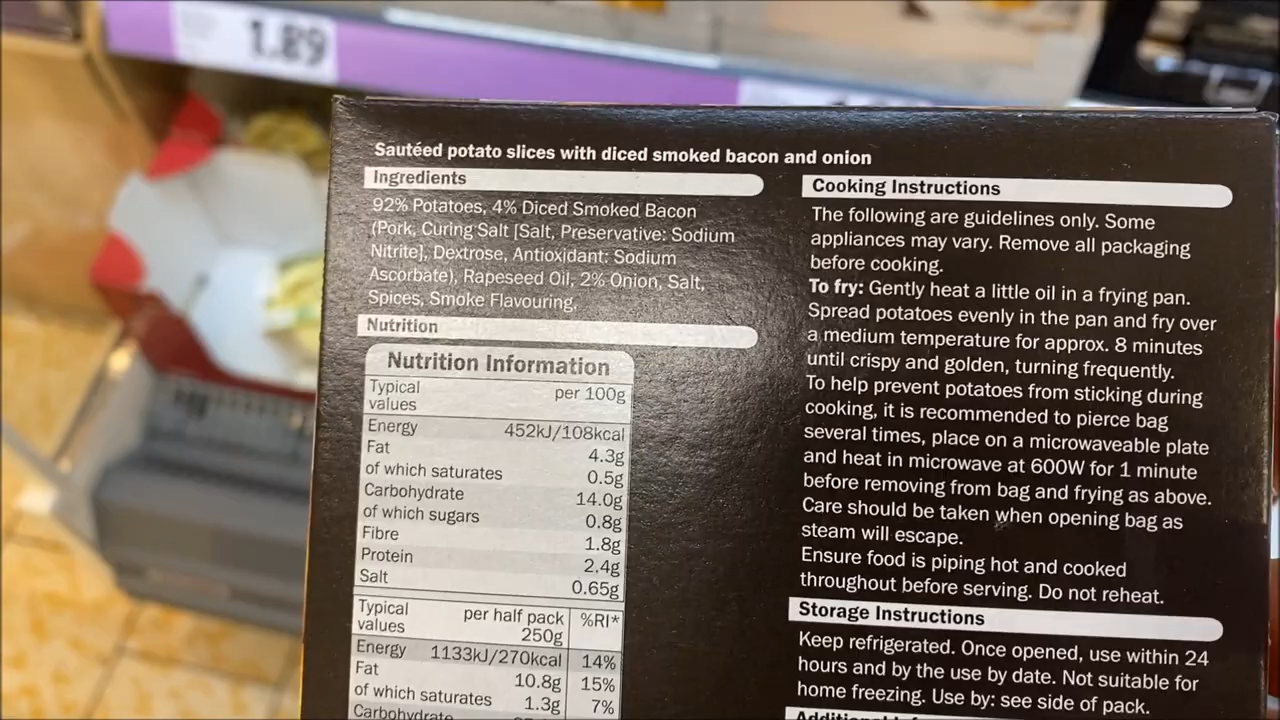 1.89
Sautéed potato slices with diced smoked bacon and onion
Ingredients
92% Potatoes, 4% Diced Smoked Bacon
(Pork, Curing Salt [Salt, Preservative: Sodium
Nitrite], Dextrose, Antioxidant: Sodium
Ascorbate), Rapeseed Oil, 2% Onion, Salt,
Spices, Smoke Flavouring.
Nutrition
Nutrition Information
Typical values per 100g
Energy 452kJ/108kcal
Fat 4.3g
of which saturates 0.5g
Carbohydrate 14.0g
of which sugars 0.8g
Fibre 1.8g
Protein 2.4g
Salt 0.65g
Typical values per half pack 250g %RI*
Energy 1133kJ/270kcal 14%
Fat 10.8g 15%
of which saturates 1.3g 7%
Carbohydrate
Cooking Instructions
The following are guidelines only. Some
appliances may vary. Remove all packaging
before cooking.
To fry: Gently heat a little oil in a frying pan.
Spread potatoes evenly in the pan and fry over
a medium temperature for approx. 8 minutes
until crispy and golden, turning frequently.
To help prevent potatoes from sticking during
cooking, it is recommended to pierce bag
several times, place on a microwaveable plate
and heat in microwave at 600W for 1 minute
before removing from bag and frying as above.
Care should be taken when opening bag as
steam will escape.
Ensure food is piping hot and cooked
throughout before serving. Do not reheat.
Storage Instructions
Keep refrigerated. Once opened, use within 24
hours and by the use by date. Not suitable for
home freezing. Use by: see side of pack.